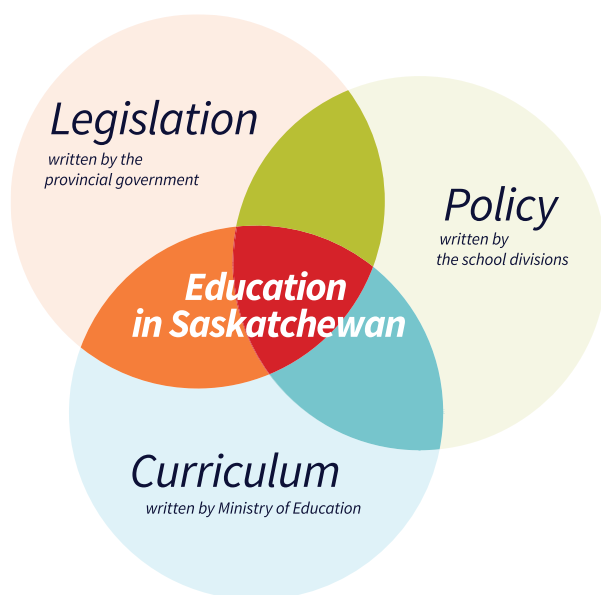 Legislation
written by the
provincial government
Policy
written by
the school divisions
Education
in Saskatchewan
Curriculum
written by Ministry of Education